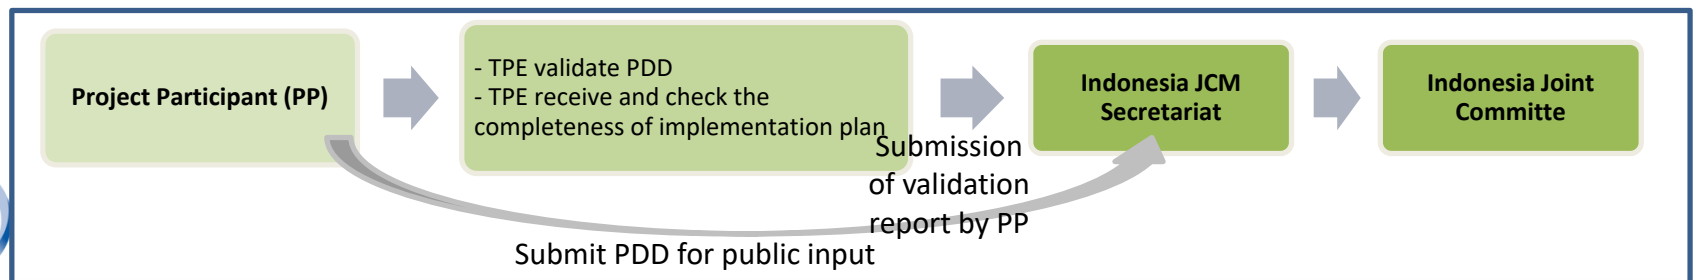 Project Participant (PP)
- TPE validate PDD
- TPE receive and check the
completeness of implementation plan
Indonesia JCM
Secretariat
Indonesia Joint
Committe
Submission
of validation
report by PP
Submit PDD for public input